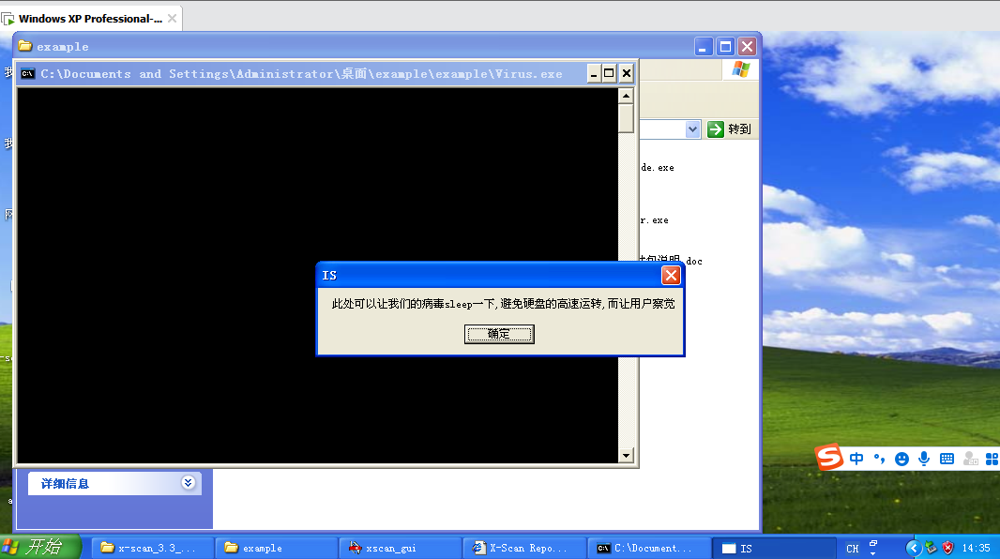 Windows XP Professional-...
example
C:\Documents and Settings\Administrator\桌面\example\example\Virus.exe
转到
de.exe
r.exe
包说明.doc
IS
此处可以让我们的病毒sleep一下,避免硬盘的高速运转,而让用户察觉
确定
中
详细信息
开始
x-scan_3.3_...
example
xscan_gui
X-Scan Repo...
C:\Document...
IS
CH
14:35